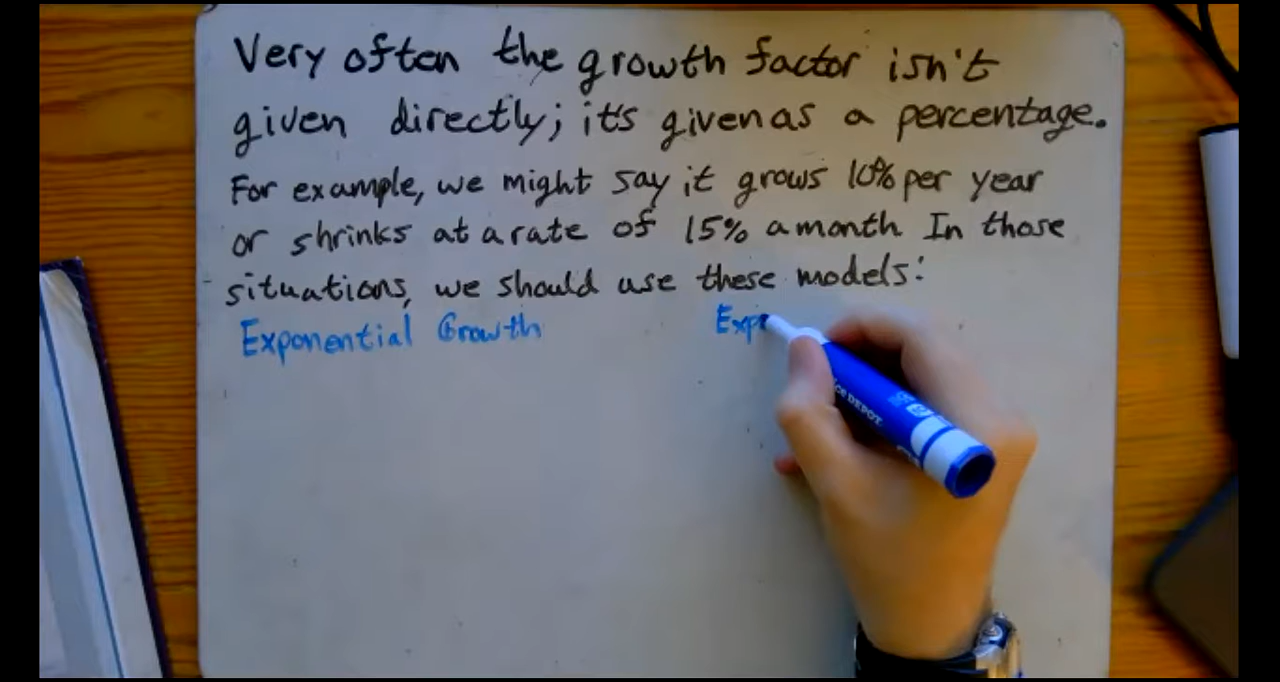 Very often the growth factor isn't
given directly; it's given as a percentage.
For example, we might say it grows 10% per year
or shrinks at a rate of 15% a month In those
situations, we should use these models:
Exponential Growth
DEPOT